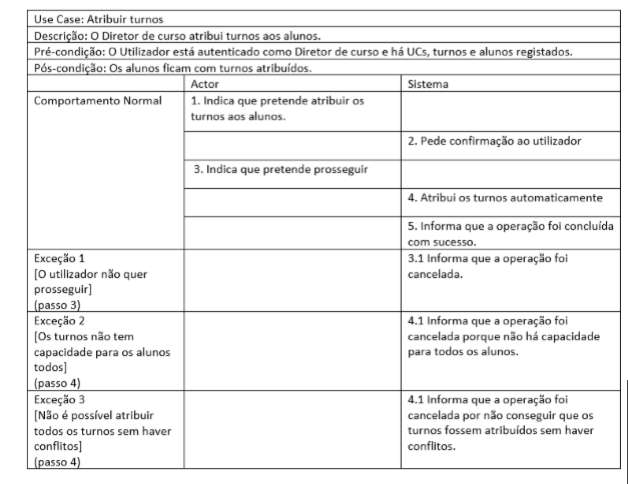 Use Case: Atribuir turnos
Descrição: O Diretor de curso atribui turnos aos alunos.
Pré-condição: O Utilizador está autenticado como Diretor de curso e há UCs, turnos e alunos registados.
Pós-condição: Os alunos ficam com turnos atribuídos.
Actor
Sistema
Comportamento Normal
1. Indica que pretende atribuir os
turnos aos alunos.
2. Pede confirmação ao utilizador
3. Indica que pretende prosseguir
4. Atribui os turnos automaticamente
5. Informa que a operação foi concluída
com sucesso.
Exceção 1
[O utilizador não quer
prosseguir]
(passo 3)
3.1 Informa que a operação foi
cancelada.
Exceção 2
[Os turnos não tem
capacidade para os alunos
todos]
(passo 4)
4.1 Informa que a operação foi
cancelada porque não há capacidade
para todos os alunos.
Exceção 3
[Não é possível atribuir
todos os turnos sem haver
conflitos]
(passo 4)
4.1 Informa que a operação foi
cancelada por não conseguir que os
turnos fossem atribuídos sem haver
conflitos.